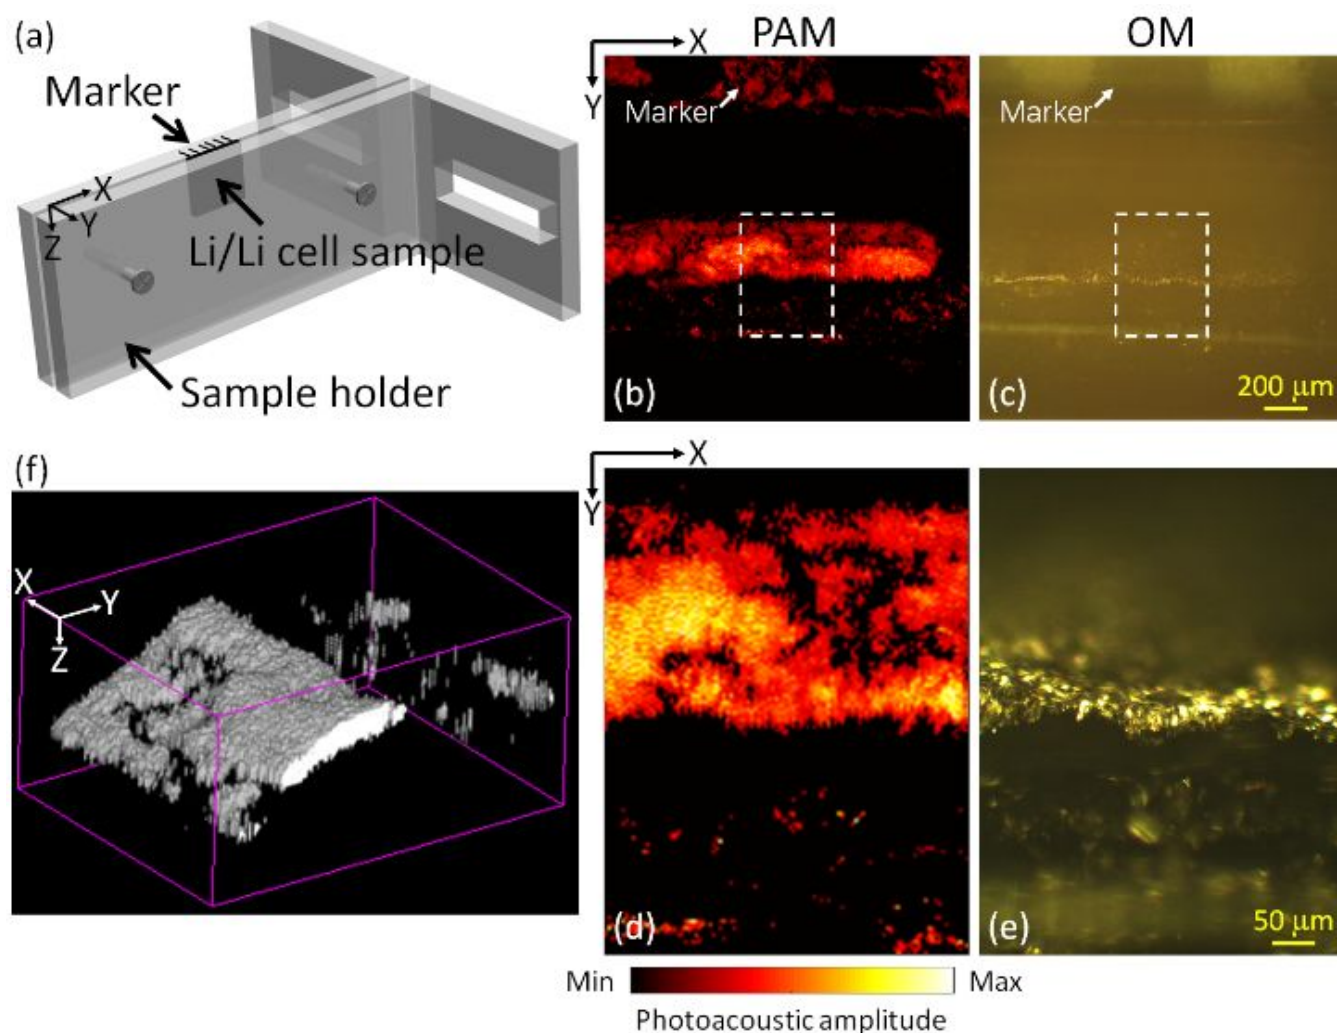 (a)
Marker
X
Y
Z
Li/Li cell sample
Sample holder
PAM
OM
X
Y
Marker
Marker
(b)
(c)
200 μm
(f)
X
Y
Z
X
Y
(d)
(e)
50 μm
Min
Max
Photoacoustic amplitude